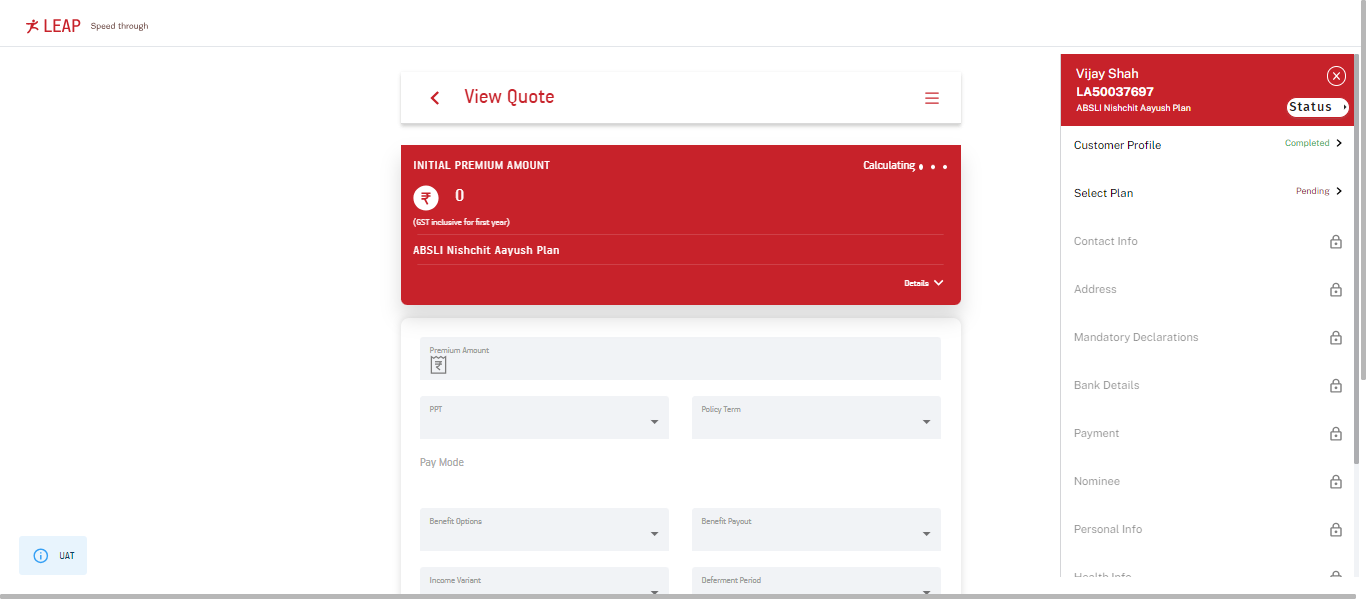 LEAP Speed through
View Quote
INITIAL PREMIUM AMOUNT
Calculating
₹ 0
(GST inclusive for first year)
ABSLI Nishchit Aayush Plan
Details
Premium Amount
₹
PPT
Policy Term
Pay Mode
Benefit Options
Benefit Payout
Income Variant
Deferment Period
UAT
Vijay Shah
LA50037697
ABSLI Nishchit Aayush Plan
Status
Customer Profile Completed
Select Plan Pending
Contact Info
Address
Mandatory Declarations
Bank Details
Payment
Nominee
Personal Info
Health Info